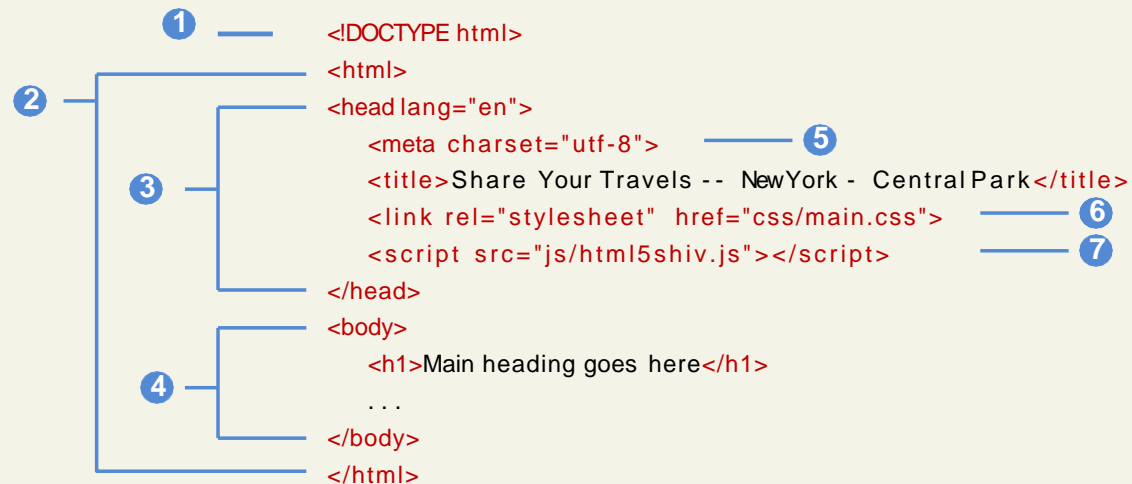 1 <!DOCTYPE html>
<html>
2 <head lang="en">
<meta charset="utf-8"> 5
3 <title>Share Your Travels -- NewYork - Central Park</title>
<link rel="stylesheet" href="css/main.css"> 6
<script src="js/html5shiv.js"></script> 7
</head>
<body>
<h1>Main heading goes here</h1>
4 ...
</body>
</html>